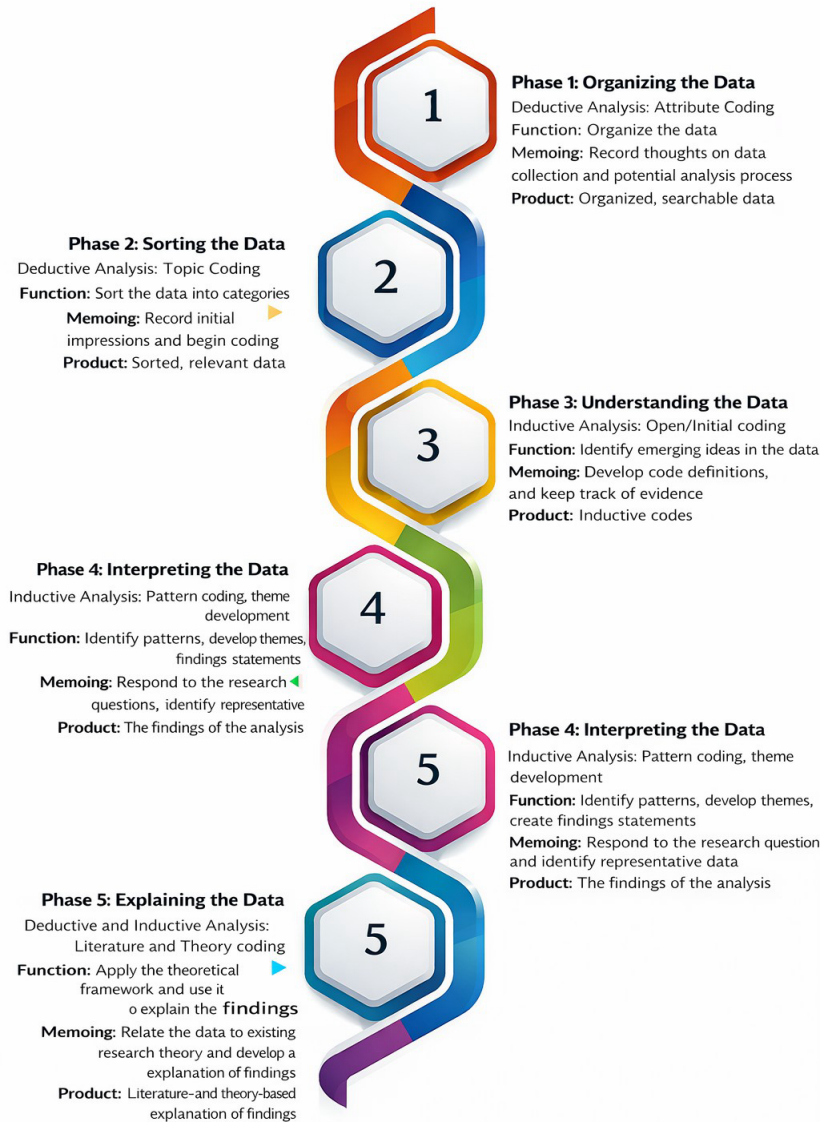 1
Phase 1: Organizing the Data
Deductive Analysis: Attribute Coding
Function: Organize the data
Memoing: Record thoughts on data
collection and potential analysis process
Product: Organized, searchable data
Phase 2: Sorting the Data
Deductive Analysis: Topic Coding
Function: Sort the data into categories
Memoing: Record initial
impressions and begin coding
Product: Sorted, relevant data
2
3
Phase 3: Understanding the Data
Inductive Analysis: Open/Initial coding
Function: Identify emerging ideas in the data
Memoing: Develop code definitions,
and keep track of evidence
Product: Inductive codes
Phase 4: Interpreting the Data
Inductive Analysis: Pattern coding, theme
development
Function: Identify patterns, develop themes,
findings statements
Memoing: Respond to the research
questions, identify representative
Product: The findings of the analysis
4
5
Phase 4: Interpreting the Data
Inductive Analysis: Pattern coding, theme
development
Function: Identify patterns, develop themes,
create findings statements
Memoing: Respond to the research question
and identify representative data
Product: The findings of the analysis
Phase 5: Explaining the Data
Deductive and Inductive Analysis:
Literature and Theory coding
Function: Apply the theoretical
framework and use it
o explain the findings
Memoing: Relate the data to existing
research theory and develop a
explanation of findings
Product: Literature-and theory-based
explanation of findings
5